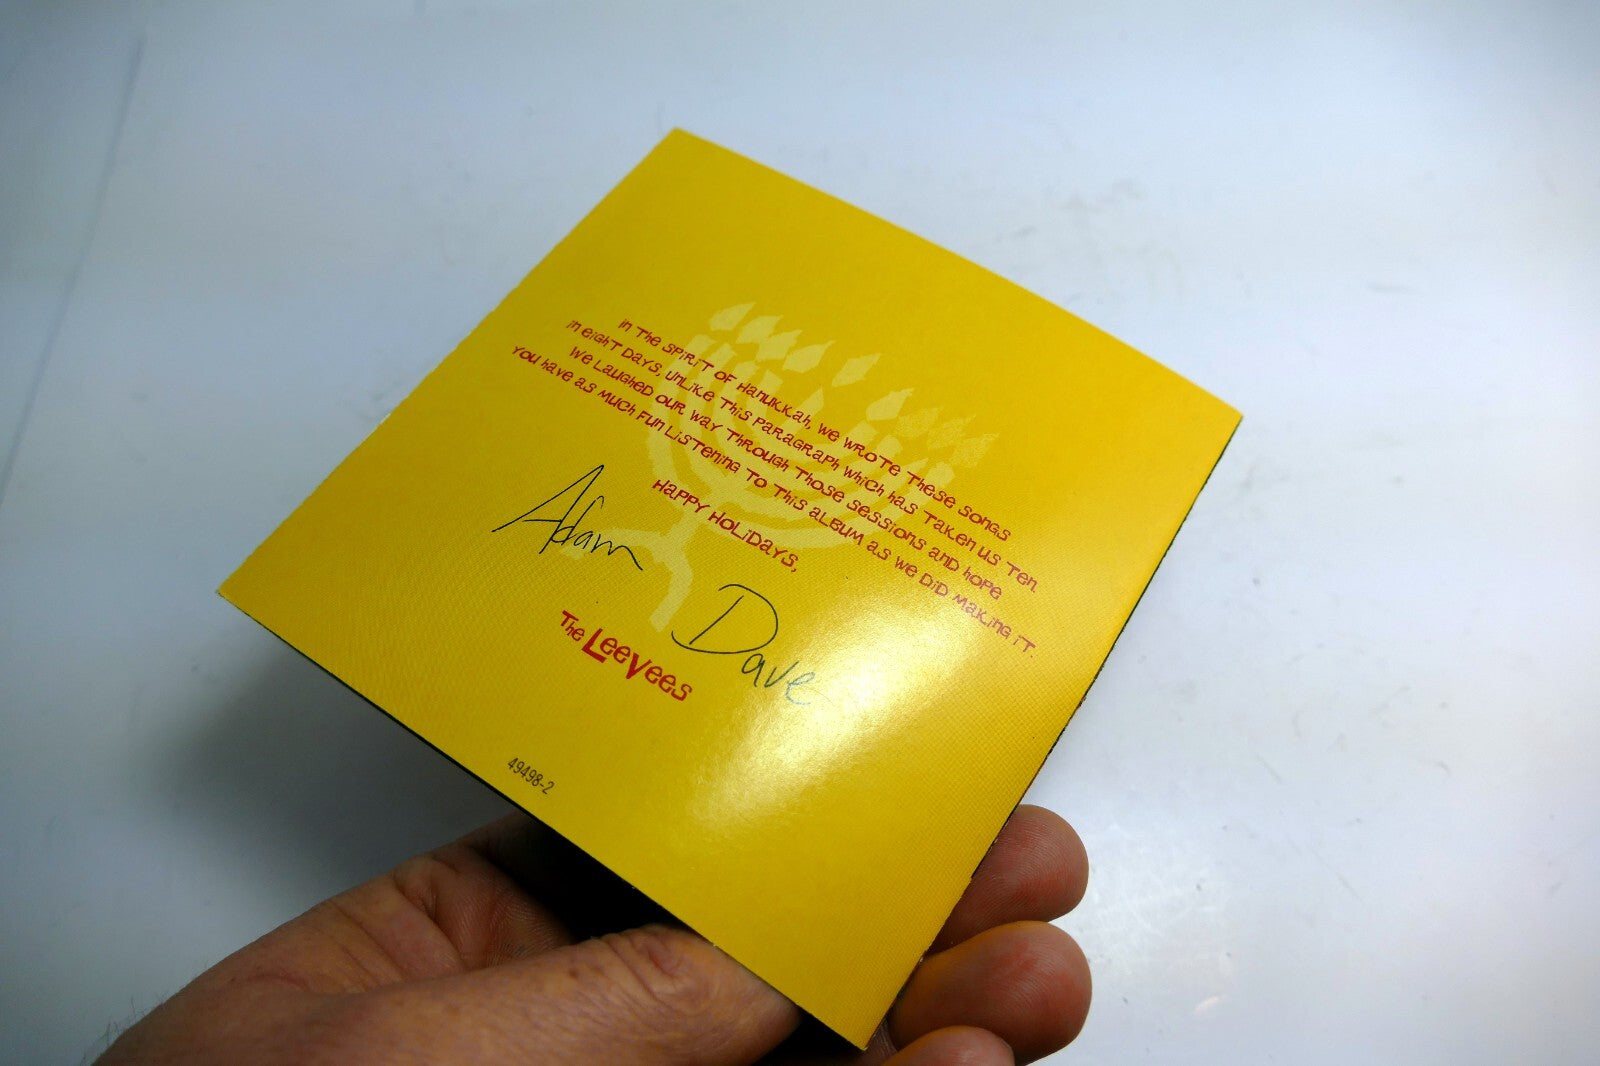 in THe SPiRiT OF Hanukkah, we wROTe THese SOngs
in eigHT Days, unLike THis paRagRapH wHicH Has Taken us Ten.
we LaugHeD OuR way THROugH THOse sessiOns anD HOpe
yOu Have as mucH Fun LisTening TO THis aLBum as we DiD making iT.
Happy HOLiDays,
Adam
Dave
THe LeeVees
49498-2